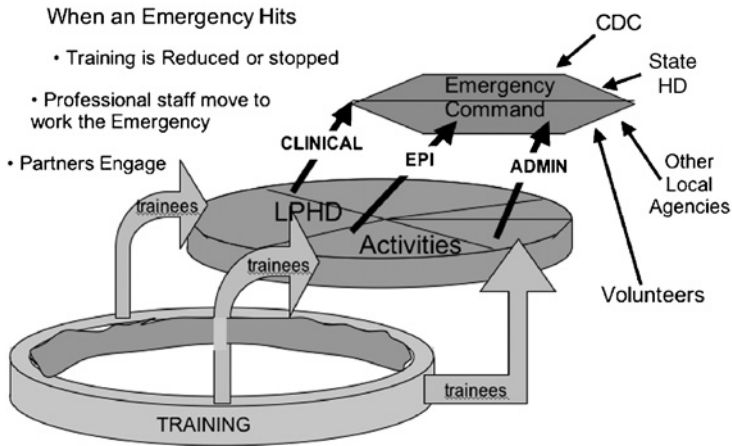 When an Emergency Hits
• Training is Reduced or stopped
• Professional staff move to
work the Emergency
• Partners Engage
CDC
State
HD
Emergency
Command
CLINICAL
EPI
ADMIN
Other
Local
Agencies
trainees
LPHD
Activities
trainees
Volunteers
trainees
TRAINING